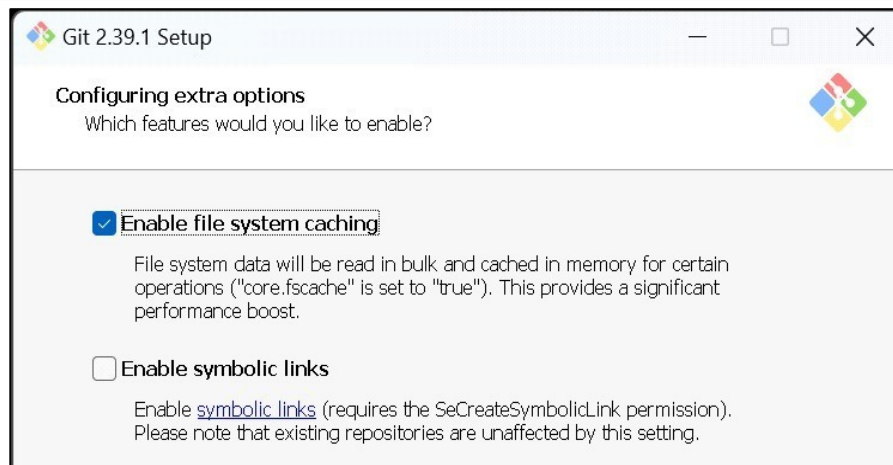 Git 2.39.1 Setup
Configuring extra options
Which features would you like to enable?
Enable file system caching
File system data will be read in bulk and cached in memory for certain
operations ("core.fscache" is set to "true"). This provides a significant
performance boost.
Enable symbolic links
Enable symbolic links (requires the SeCreateSymbolicLink permission).
Please note that existing repositories are unaffected by this setting.